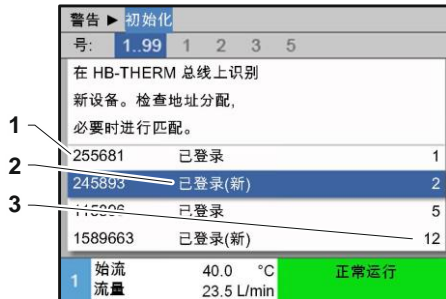 警告 ▶ 初始化
号: 1..99 1 2 3 5
在 HB-THERM 总线上识别
新设备。检查地址分配,
必要时进行匹配。
1
255681 已登录 1
2
245893 已登录(新) 2
3
已登录 5
1589663 已登录(新) 12
1 始流 40.0 °C 正常运行
流量 23.5 L/min